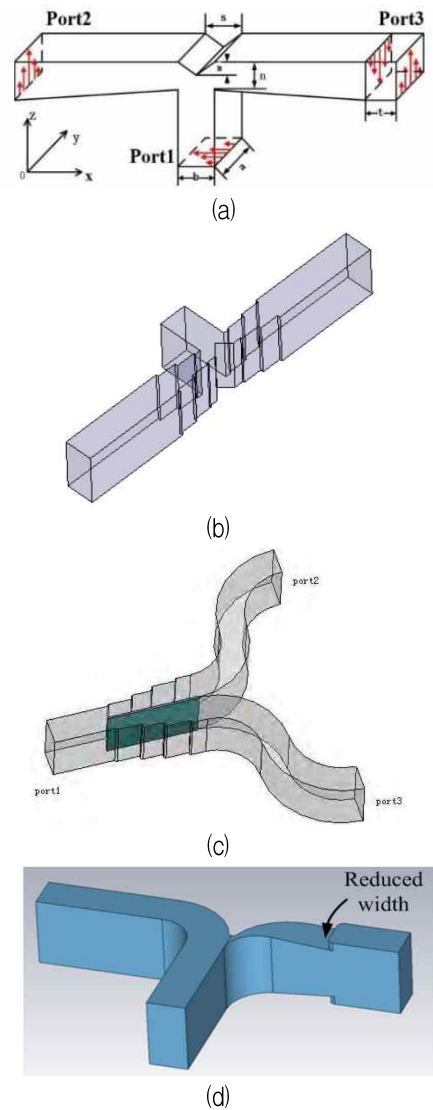 Port2
s
Port3
s
n
z
y
Port1
t
0
x
b
a
(a)
(b)
port2
port1
port3
(c)
Reduced
width
(d)